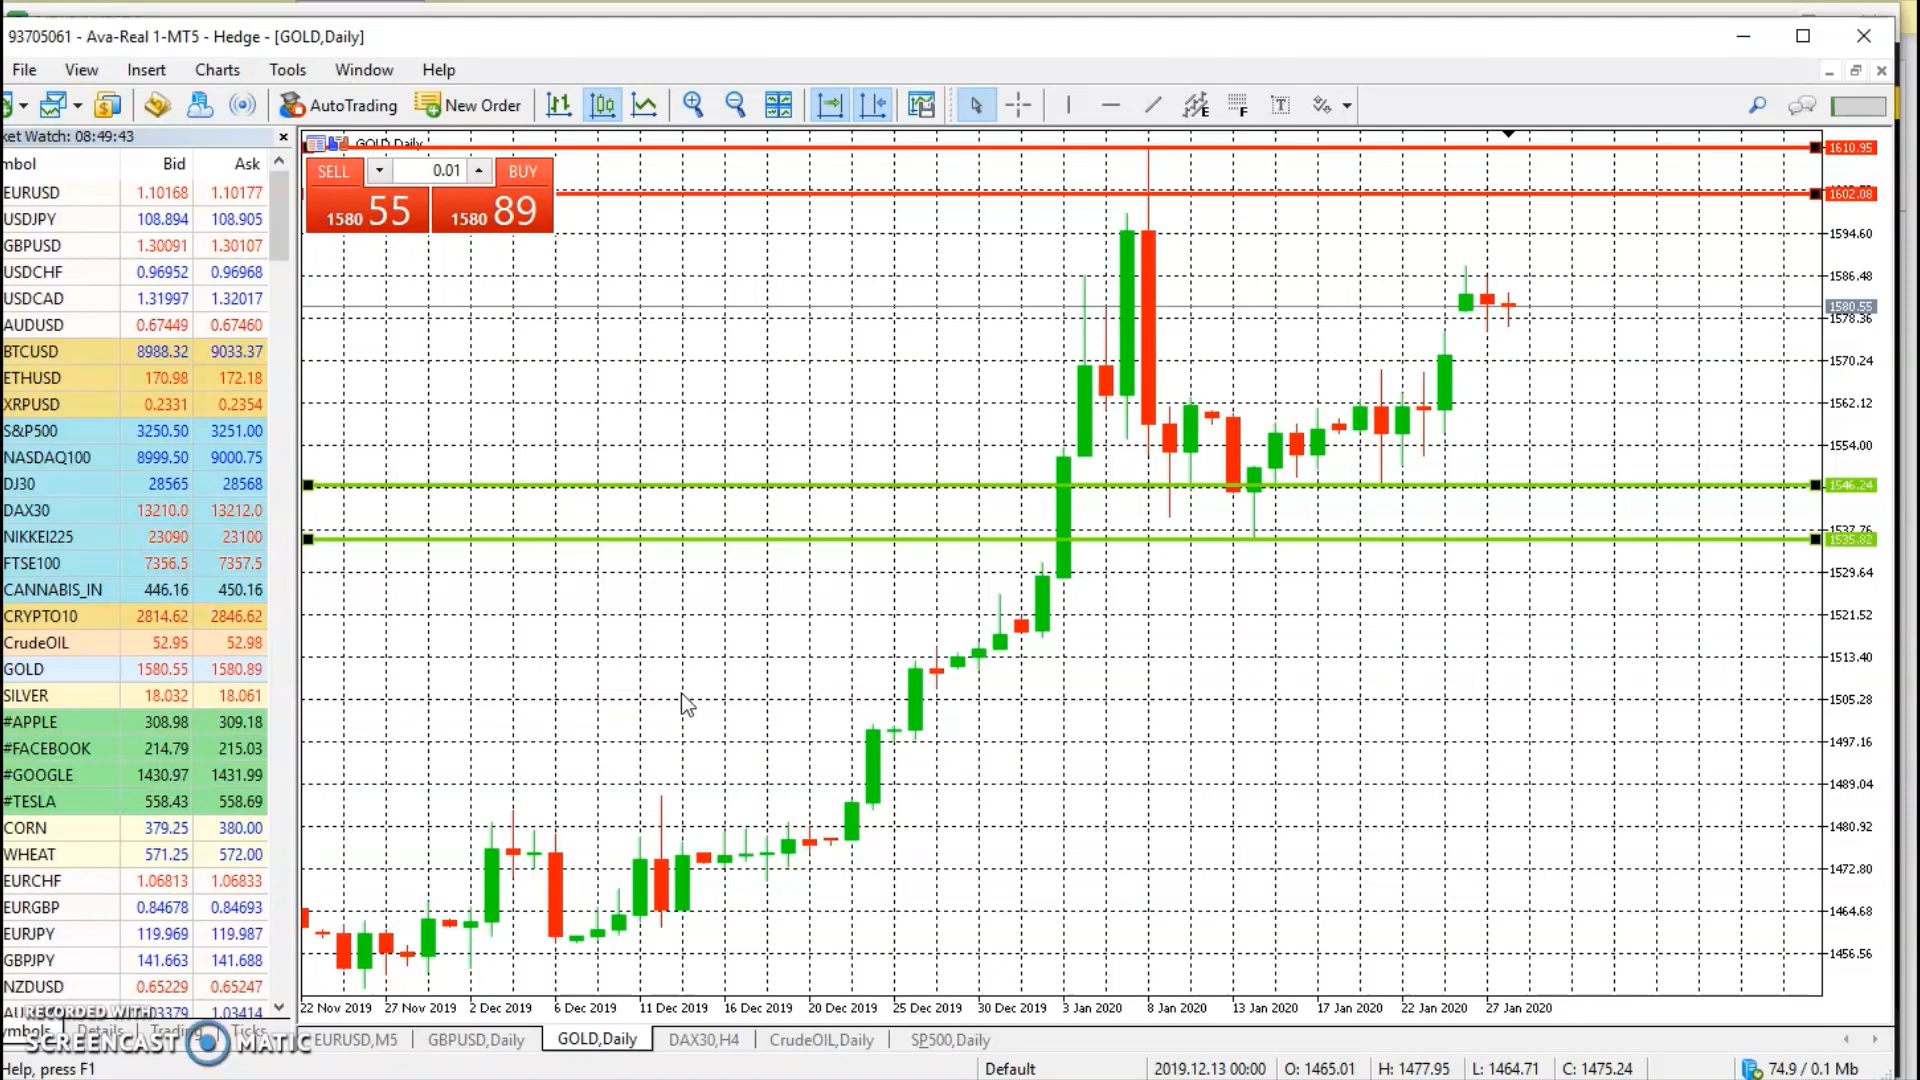 93705061 - Ava-Real 1-MT5 - Hedge - [GOLD,Daily]
File View Insert Charts Tools Window Help
AutoTrading New Order
ket Watch: 08:49:43
GOLD,Daily
mbol Bid Ask
EURUSD 1.10168 1.10177
USDJPY 108.894 108.905
GBPUSD 1.30091 1.30107
USDCHF 0.96952 0.96968
USDCAD 1.31997 1.32017
AUDUSD 0.67449 0.67460
BTCUSD 8988.32 9033.37
ETHUSD 170.98 172.18
XRPUSD 0.2331 0.2354
S&P500 3250.50 3251.00
NASDAQ100 8999.50 9000.75
DJ30 28565 28568
DAX30 13210.0 13212.0
NIKKEI225 23090 23100
FTSE100 7356.5 7357.5
CANNABIS_IN 446.16 450.16
CRYPTO10 2814.62 2846.62
CrudeOIL 52.95 52.98
GOLD 1580.55 1580.89
SILVER 18.032 18.061
#APPLE 308.98 309.18
#FACEBOOK 214.79 215.03
#GOOGLE 1430.97 1431.99
#TESLA 558.43 558.69
CORN 379.25 380.00
WHEAT 571.25 572.00
EURCHF 1.06813 1.06833
EURGBP 0.84678 0.84693
EURJPY 119.969 119.987
GBPJPY 141.663 141.688
NZDUSD 0.65229 0.65247
1.03414
SELL 0.01 BUY
1580 55 1580 89
1610.95
1602.08
1594.60
1586.48
1580.55
1578.36
1570.24
1562.12
1554.00
1546.24
1537.76
1535.82
1529.64
1521.52
1513.40
1505.28
1497.16
1489.04
1480.92
1472.80
1464.68
1456.56
22 Nov 2019 27 Nov 2019 2 Dec 2019 6 Dec 2019 11 Dec 2019 16 Dec 2019 20 Dec 2019 25 Dec 2019 30 Dec 2019 3 Jan 2020 8 Jan 2020 13 Jan 2020 17 Jan 2020 22 Jan 2020 27 Jan 2020
ymbols Details Trading Ticks
RECORDED WITH
SCREENCAST MATIC
EURUSD,M5 GBPUSD,Daily GOLD,Daily DAX30,H4 CrudeOIL,Daily SP500,Daily
Help, press F1 Default 2019.12.13 00:00 O: 1465.01 H: 1477.95 L: 1464.71 C: 1475.24 74.9 / 0.1 Mb